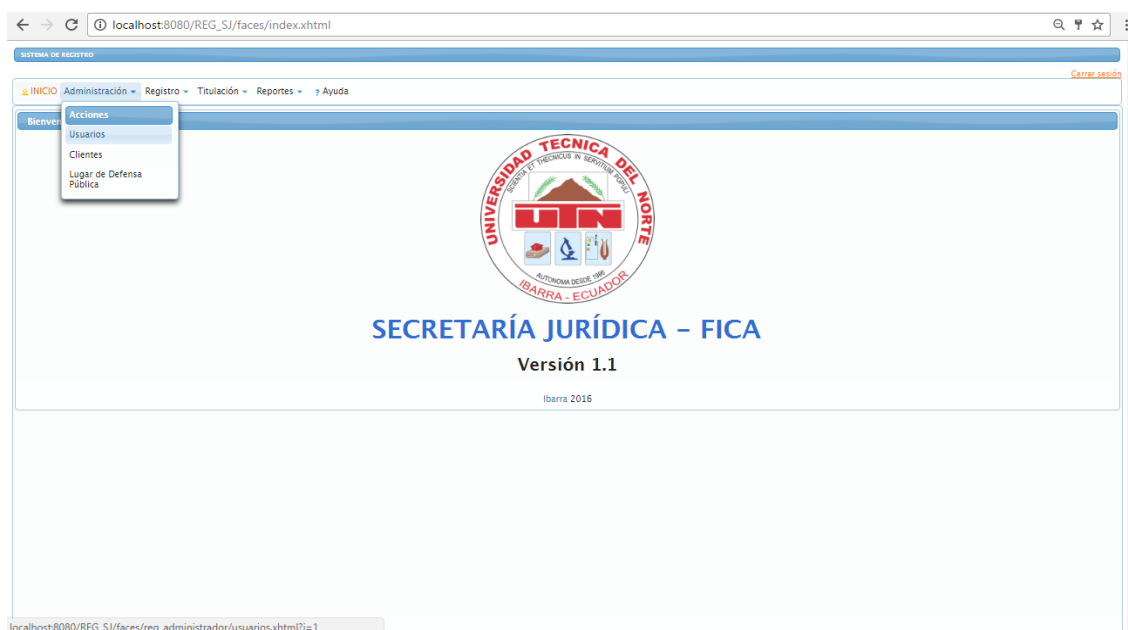 localhost:8080/REG_SJ/faces/index.xhtml
SISTEMA DE REGISTRO
Cerrar sesión
INICIO Administración Registro Titulación Reportes ? Ayuda
Bienven
Acciones
Usuarios
Clientes
Lugar de Defensa
Pública
UNIVERSIDAD TECNICA DEL NORTE
SCIENTIA ET THECNICUS IN SERVITIUM POPULI
UTN
AUTONOMA DESDE 1986
IBARRA - ECUADOR
SECRETARÍA JURÍDICA - FICA
Versión 1.1
Ibarra 2016
localhost:8080/REG_SJ/faces/reg_administrador/usuarios.xhtml?i=1